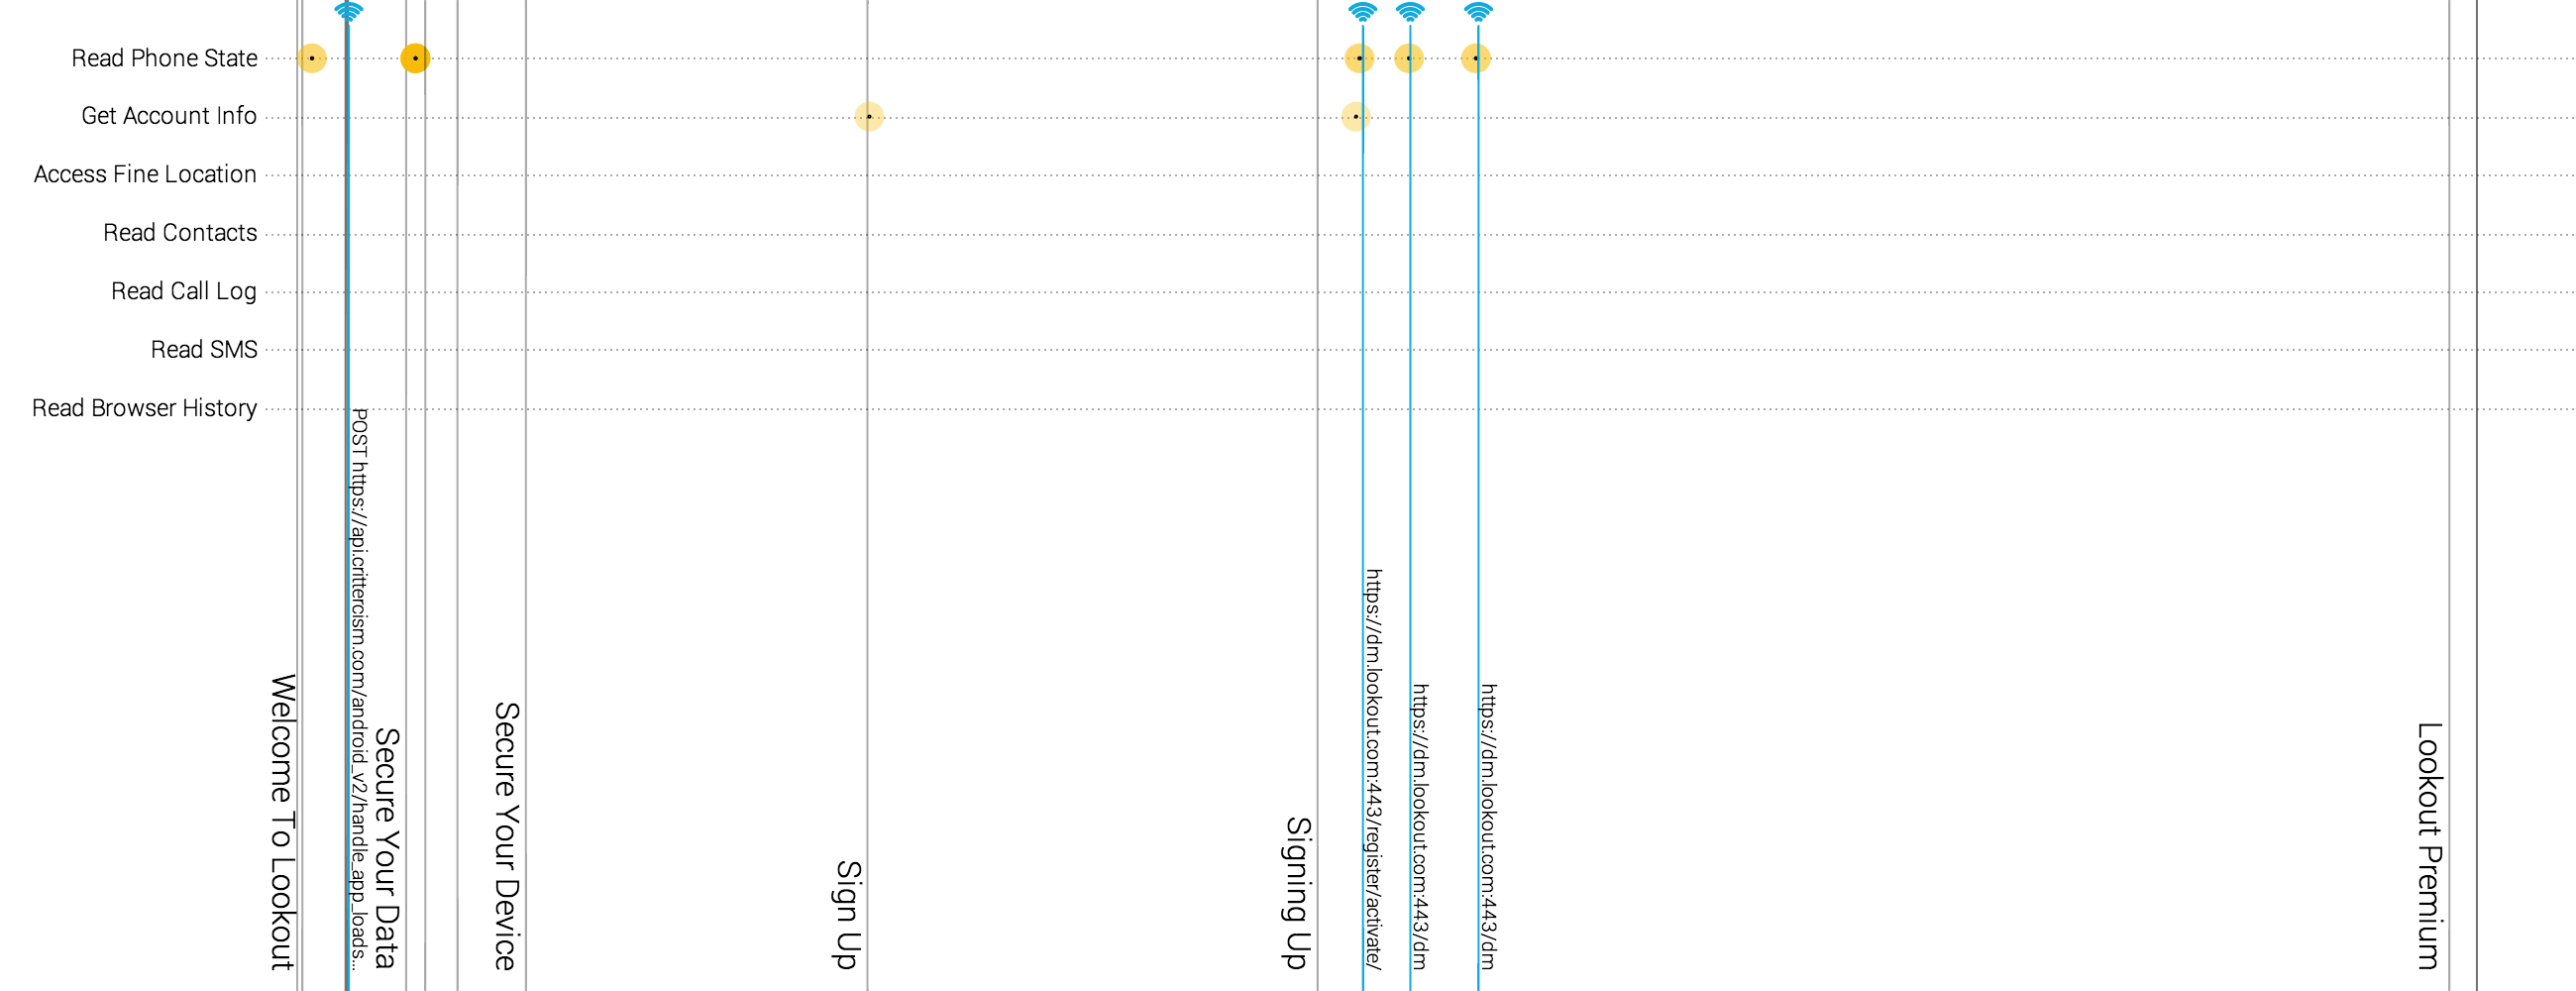 Read Phone State
Get Account Info
Access Fine Location
Read Contacts
Read Call Log
Read SMS
Read Browser History
Welcome To Lookout
POST https://api.crittercism.com/android_v2/handle_app_loads...
Secure Your Data
Secure Your Device
Sign Up
Signing Up
https://dm.lookout.com:443/register/activate/
https://dm.lookout.com:443/dm
https://dm.lookout.com:443/dm
Lookout Premium